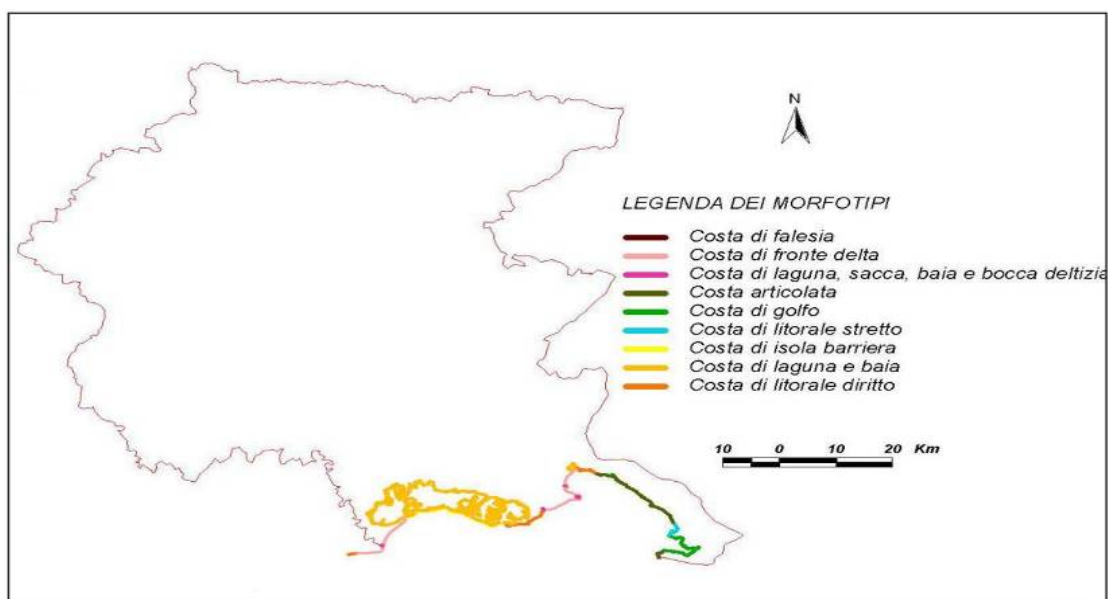 N
LEGENDA DEI MORFOTIPI
Costa di falesia
Costa di fronte delta
Costa di laguna, sacca, baia e bocca deltizia
Costa articolata
Costa di golfo
Costa di litorale stretto
Costa di isola barriera
Costa di laguna e baia
Costa di litorale diritto
10 0 10 20 Km